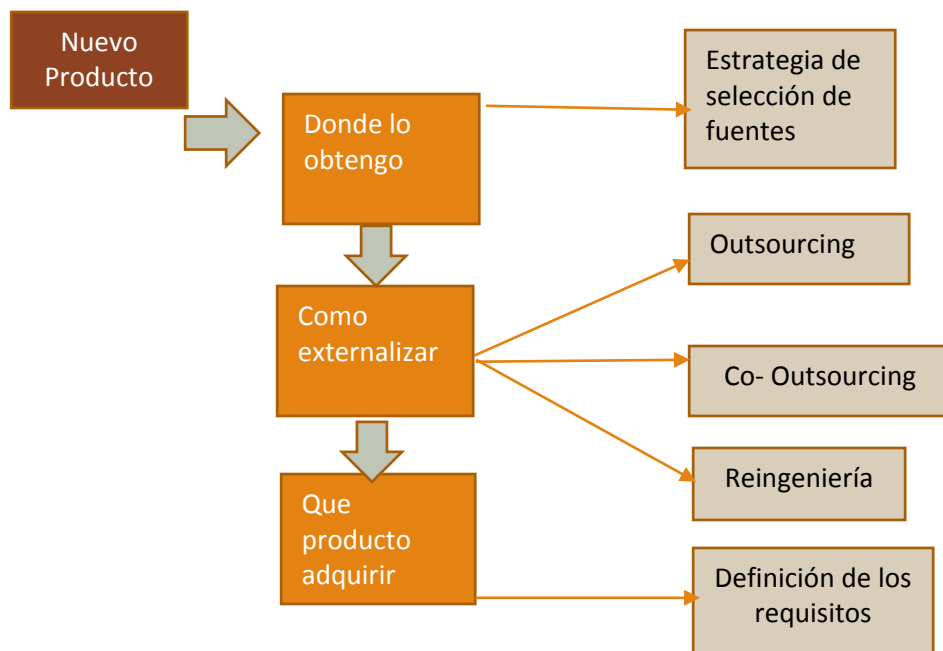 Nuevo
Producto
Donde lo
obtengo
Estrategia de
selección de
fuentes
Como
externalizar
Outsourcing
Co- Outsourcing
Reingeniería
Que
producto
adquirir
Definición de los
requisitos